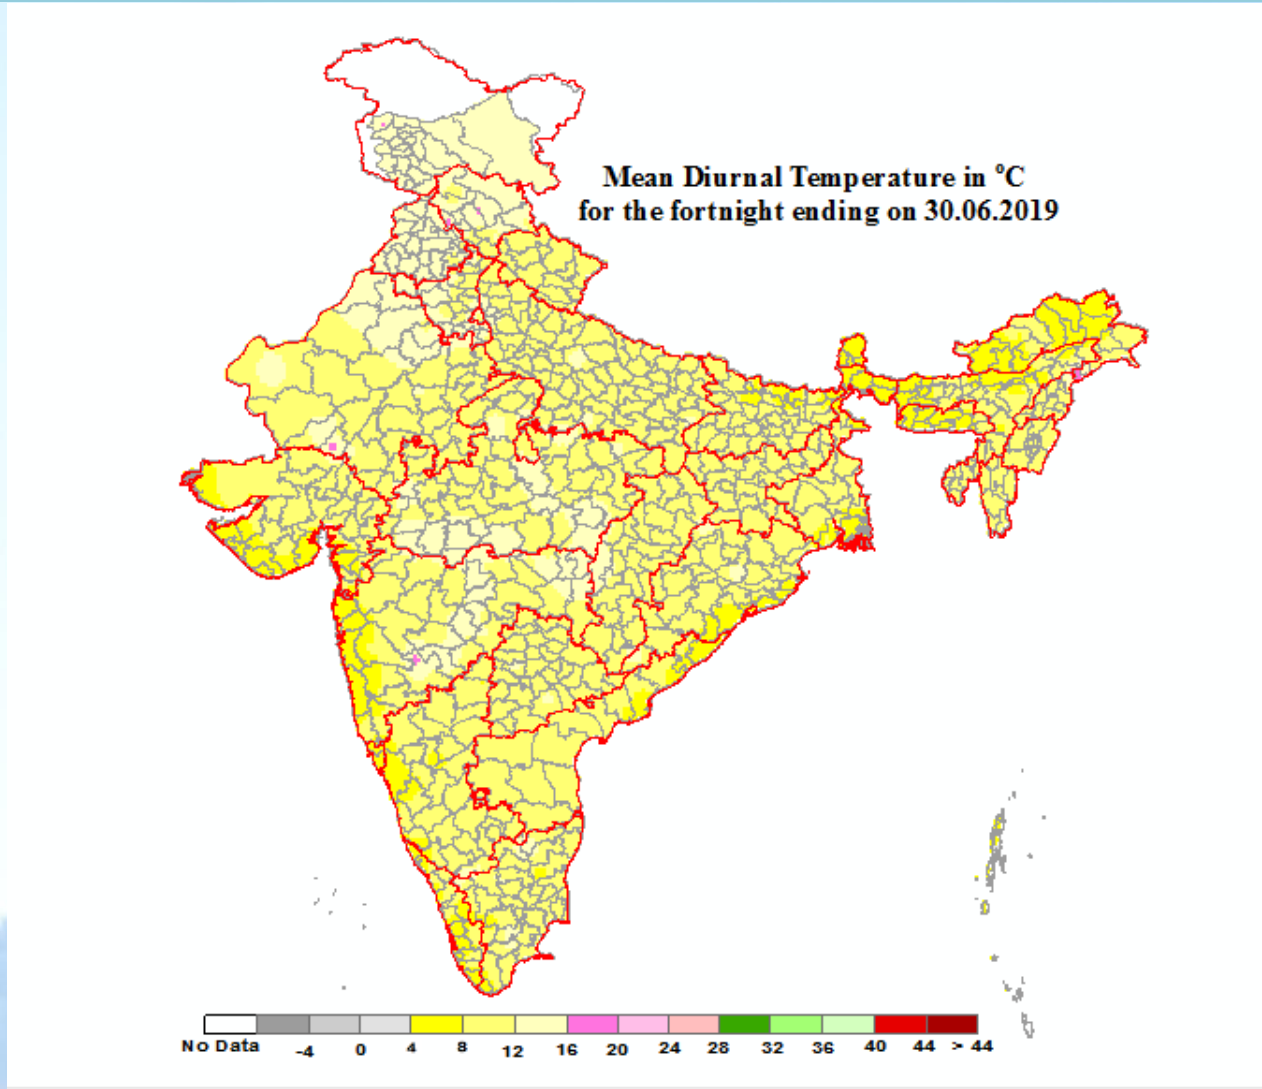 Mean Diurnal Temperature in °C
for the fortnight ending on 30.06.2019
No Data -4 0 4 8 12 16 20 24 28 32 36 40 44 > 44